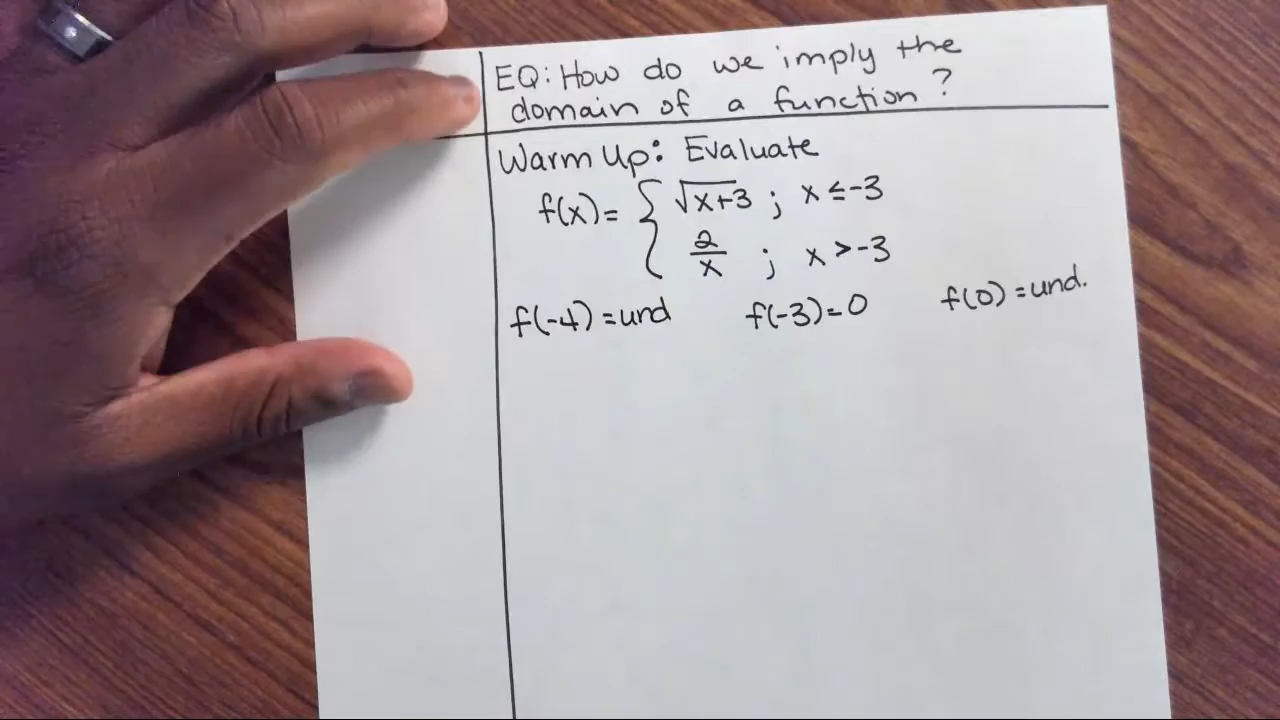 EQ: How do we imply the
domain of a function?
Warm Up: Evaluate
f(x)= { √x+3 ; x ≤ -3
2/x ; x > -3
f(-4) = und f(-3)=0 f(0) = und.